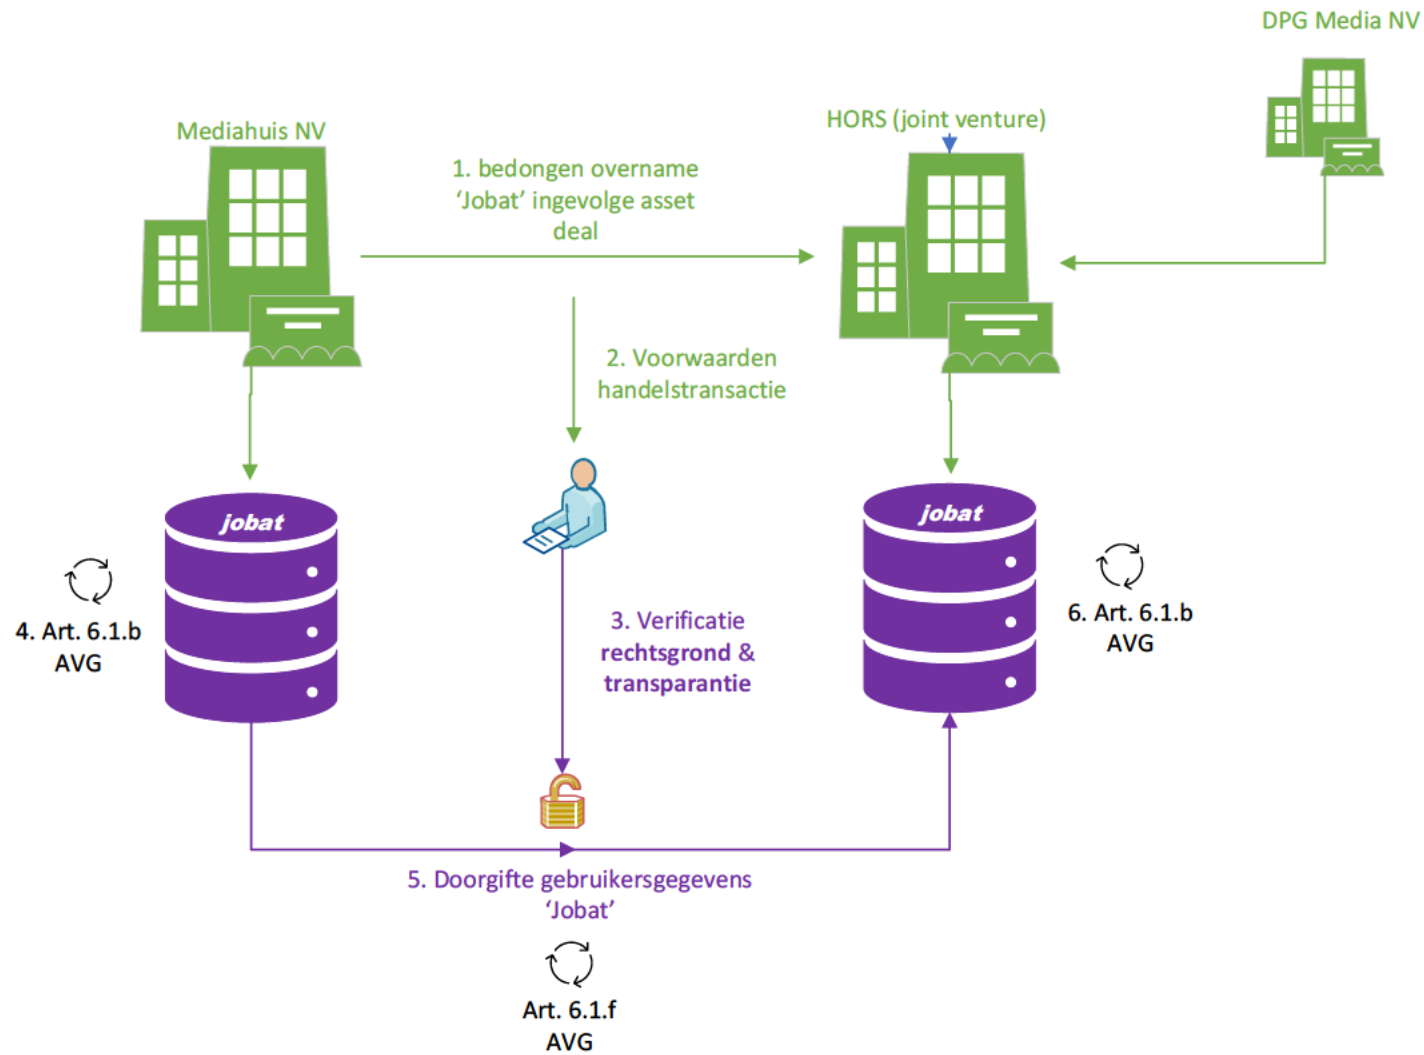 DPG Media NV
Mediahuis NV
HORS (joint venture)
1. bedongen overname
‘Jobat’ ingevolge asset
deal
2. Voorwaarden
handelstransactie
jobat
jobat
3. Verificatie
rechtsgrond &
transparantie
4. Art. 6.1.b
AVG
6. Art. 6.1.b
AVG
5. Doorgifte gebruikersgegevens
‘Jobat’
Art. 6.1.f
AVG